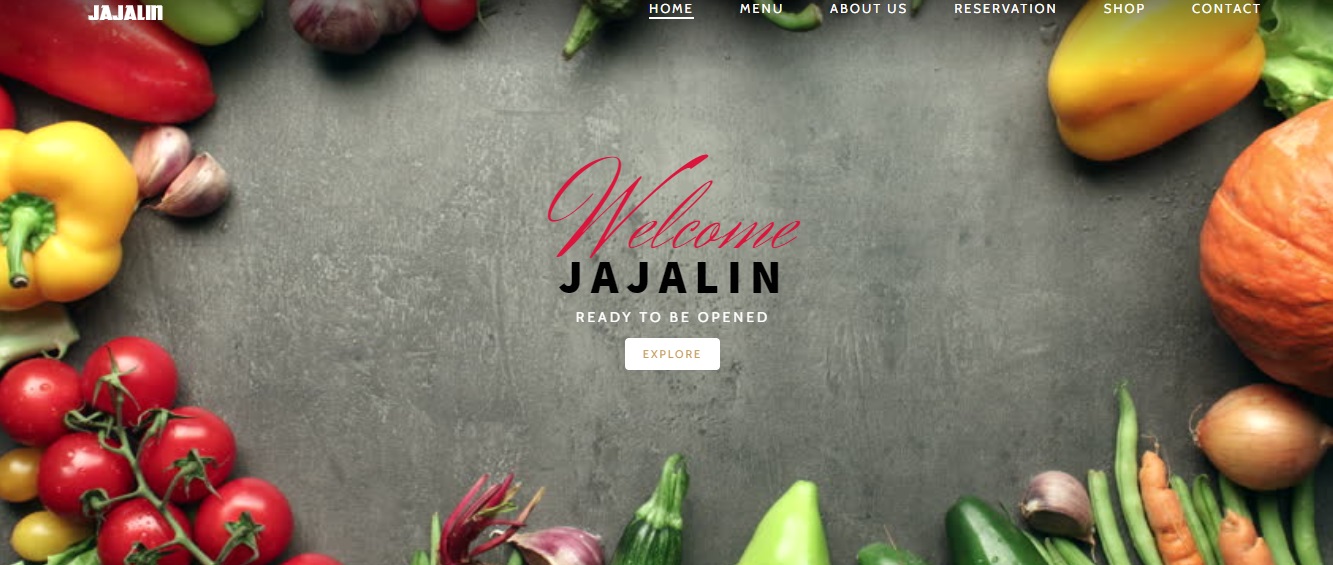 JAJALIN
HOME MENU ABOUT US RESERVATION SHOP CONTACT
Welcome
JAJALIN
READY TO BE OPENED
EXPLORE